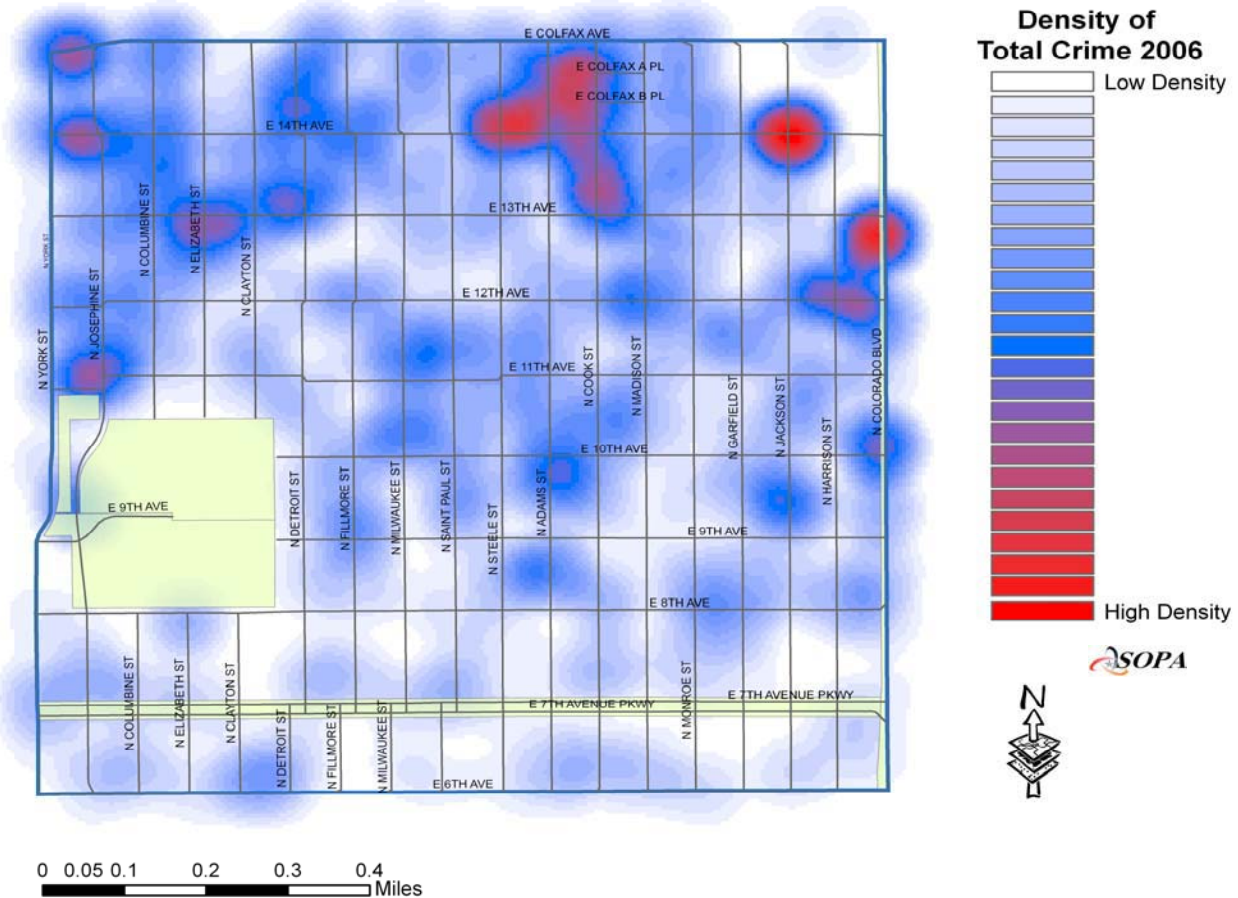 Density of
Total Crime 2006
Low Density
High Density
SOPA
N
E COLFAX AVE
E COLFAX A PL
E COLFAX B PL
E 14TH AVE
N COLUMBINE ST
N ELIZABETH ST
E 13TH AVE
N YORK ST
N CLAYTON ST
N JOSEPHINE ST
E 12TH AVE
N YORK ST
E 11TH AVE
N COOK ST
N MADISON ST
N COLORADO BLVD
N GARFIELD ST
N JACKSON ST
N HARRISON ST
E 10TH AVE
N DETROIT ST
N FILLMORE ST
N MILWAUKEE ST
N SAINT PAUL ST
N STEELE ST
N ADAMS ST
E 9TH AVE
E 9TH AVE
E 8TH AVE
N COLUMBINE ST
N ELIZABETH ST
N CLAYTON ST
N MONROE ST
E 7TH AVENUE PKWY
E 7TH AVENUE PKWY
N DETROIT ST
N FILLMORE ST
N MILWAUKEE ST
E 6TH AVE
0 0.05 0.1 0.2 0.3 0.4
Miles